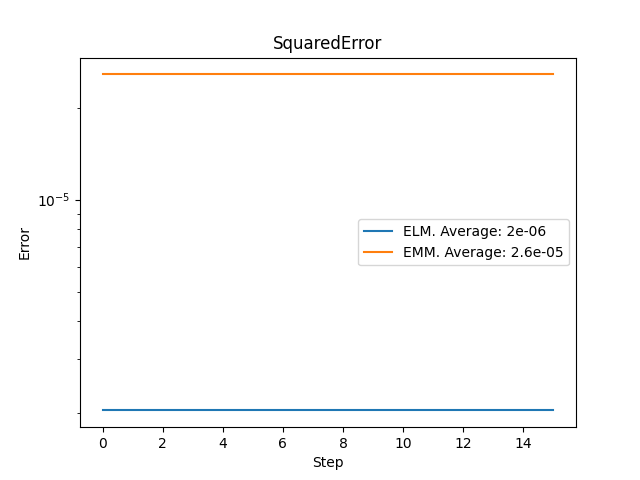 SquaredError
Error
10⁻⁵
ELM. Average: 2e-06
EMM. Average: 2.6e-05
0 2 4 6 8 10 12 14
Step